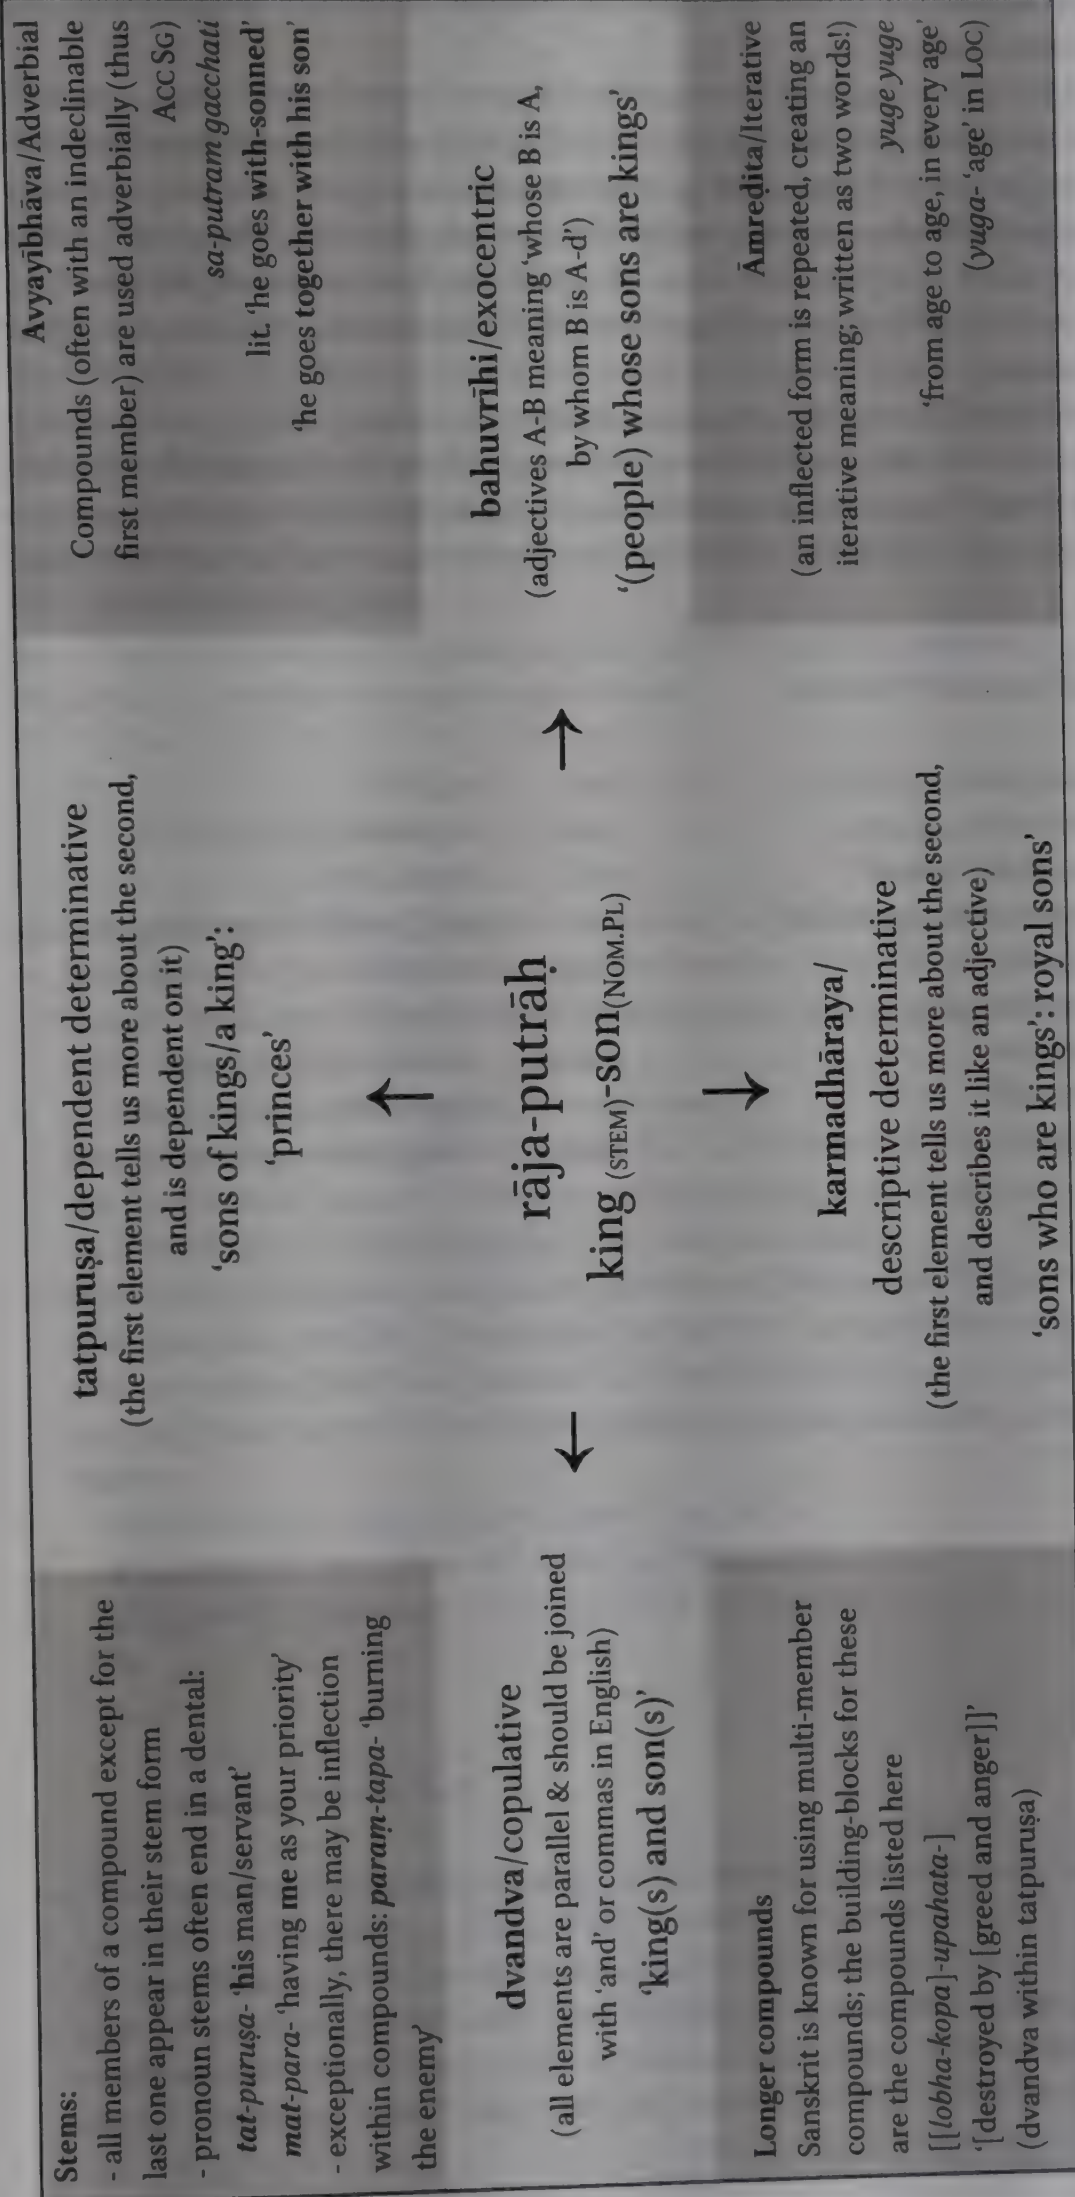 Stems:
- all members of a compound except for the
last one appear in their stem form
- pronoun stems often end in a dental:
tat-puruṣa- 'his man/servant'
mat-para- 'having me as your priority'
- exceptionally, there may be inflection
within compounds: paraṃ-tapa- 'burning
the enemy'
tatpuruṣa/dependent determinative
(the first element tells us more about the second,
and is dependent on it)
'sons of kings/a king':
'princes'
Avyayībhāva/Adverbial
Compounds (often with an indeclinable
first member) are used adverbially (thus
ACC SG)
sa-putram gacchati
lit. 'he goes with-sonned'
'he goes together with his son'
dvandva/copulative
(all elements are parallel & should be joined
with 'and' or commas in English)
'king(s) and son(s)'
←
↑
rāja-putrāḥ
king (STEM)-son(NOM.PL)
↓
→
bahuvrīhi/exocentric
(adjectives A-B meaning 'whose B is A,
by whom B is A-d')
'(people) whose sons are kings'
Longer compounds
Sanskrit is known for using multi-member
compounds; the building-blocks for these
are the compounds listed here
[[lobha-kopa]-upahata-]
'[destroyed by [greed and anger]]'
(dvandva within tatpuruṣa)
karmadhāraya/
descriptive determinative
(the first element tells us more about the second,
and describes it like an adjective)
'sons who are kings': royal sons'
Āmreḍita/Iterative
(an inflected form is repeated, creating an
iterative meaning; written as two words!)
yuge yuge
'from age to age, in every age'
(yuga- 'age' in LOC)